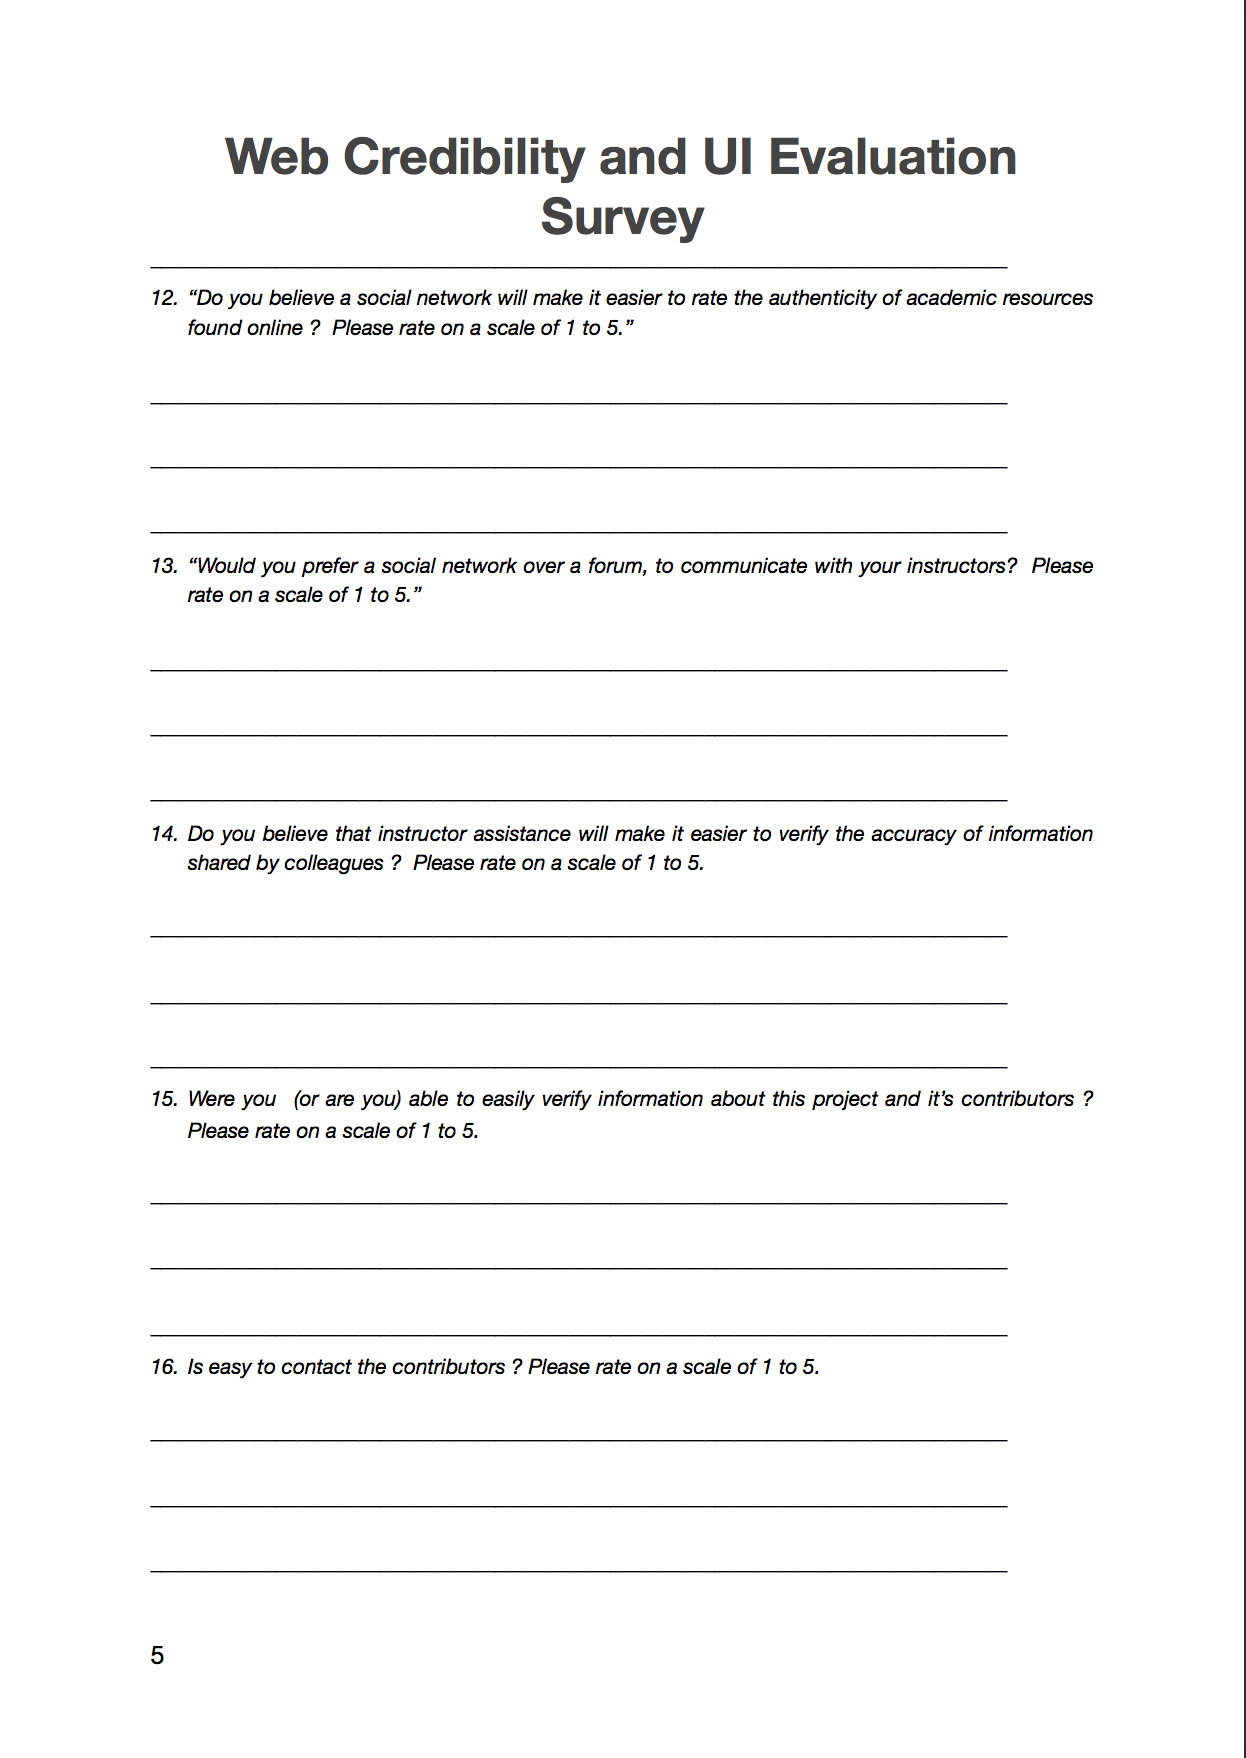 Web Credibility and UI Evaluation
Survey
12. “Do you believe a social network will make it easier to rate the authenticity of academic resources
found online ?  Please rate on a scale of 1 to 5.”
13. “Would you prefer a social network over a forum, to communicate with your instructors?  Please
rate on a scale of 1 to 5.”
14. Do you believe that instructor assistance will make it easier to verify the accuracy of information
shared by colleagues ?  Please rate on a scale of 1 to 5.
15. Were you  (or are you) able to easily verify information about this project and it’s contributors ?
Please rate on a scale of 1 to 5.
16. Is easy to contact the contributors ? Please rate on a scale of 1 to 5.
5